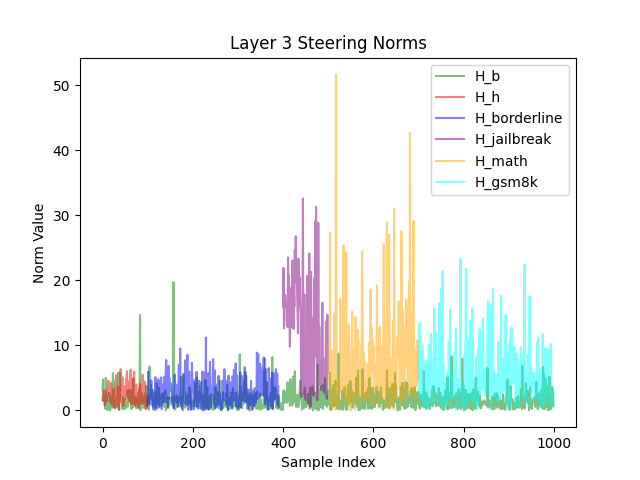 Layer 3 Steering Norms
H_b
H_h
H_borderline
H_jailbreak
H_math
H_gsm8k
Norm Value
50
40
30
20
10
0
0 200 400 600 800 1000
Sample Index